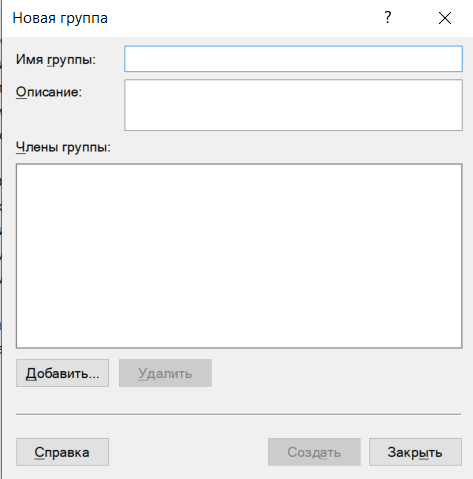 Новая группа ?
Имя группы:
Описание:
Члены группы:
Добавить... Удалить
Справка Создать Закрыть